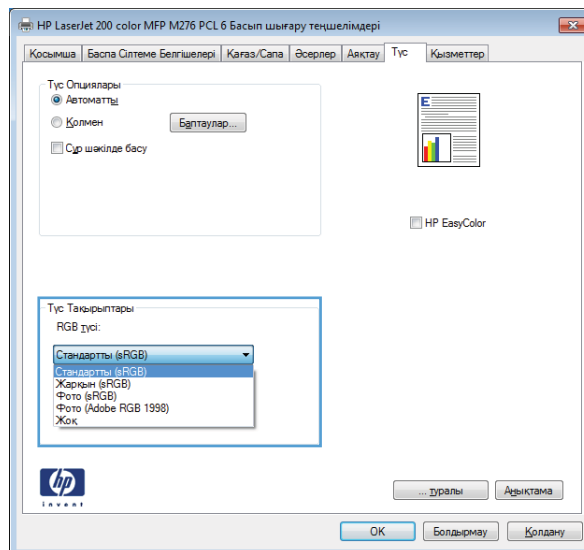 HP LaserJet 200 color MFP M276 PCL 6 Басып шығару теңшелімдері
Қосымша Баспа Сілтеме Белгішелері Қағаз/Сапа Әсерлер Аяқтау Түс Қызметтер
Түс Опциялары
Автоматты
Қолмен Баптаулар...
Сұр шәкілде басу
E
HP EasyColor
Түс Тақырыптары
RGB түсі:
Стандартты (sRGB)
Стандартты (sRGB)
Жарқын (sRGB)
Фото (sRGB)
Фото (Adobe RGB 1998)
Жоқ
hp
invent
... туралы Анықтама
OK Болдырмау Қолдану